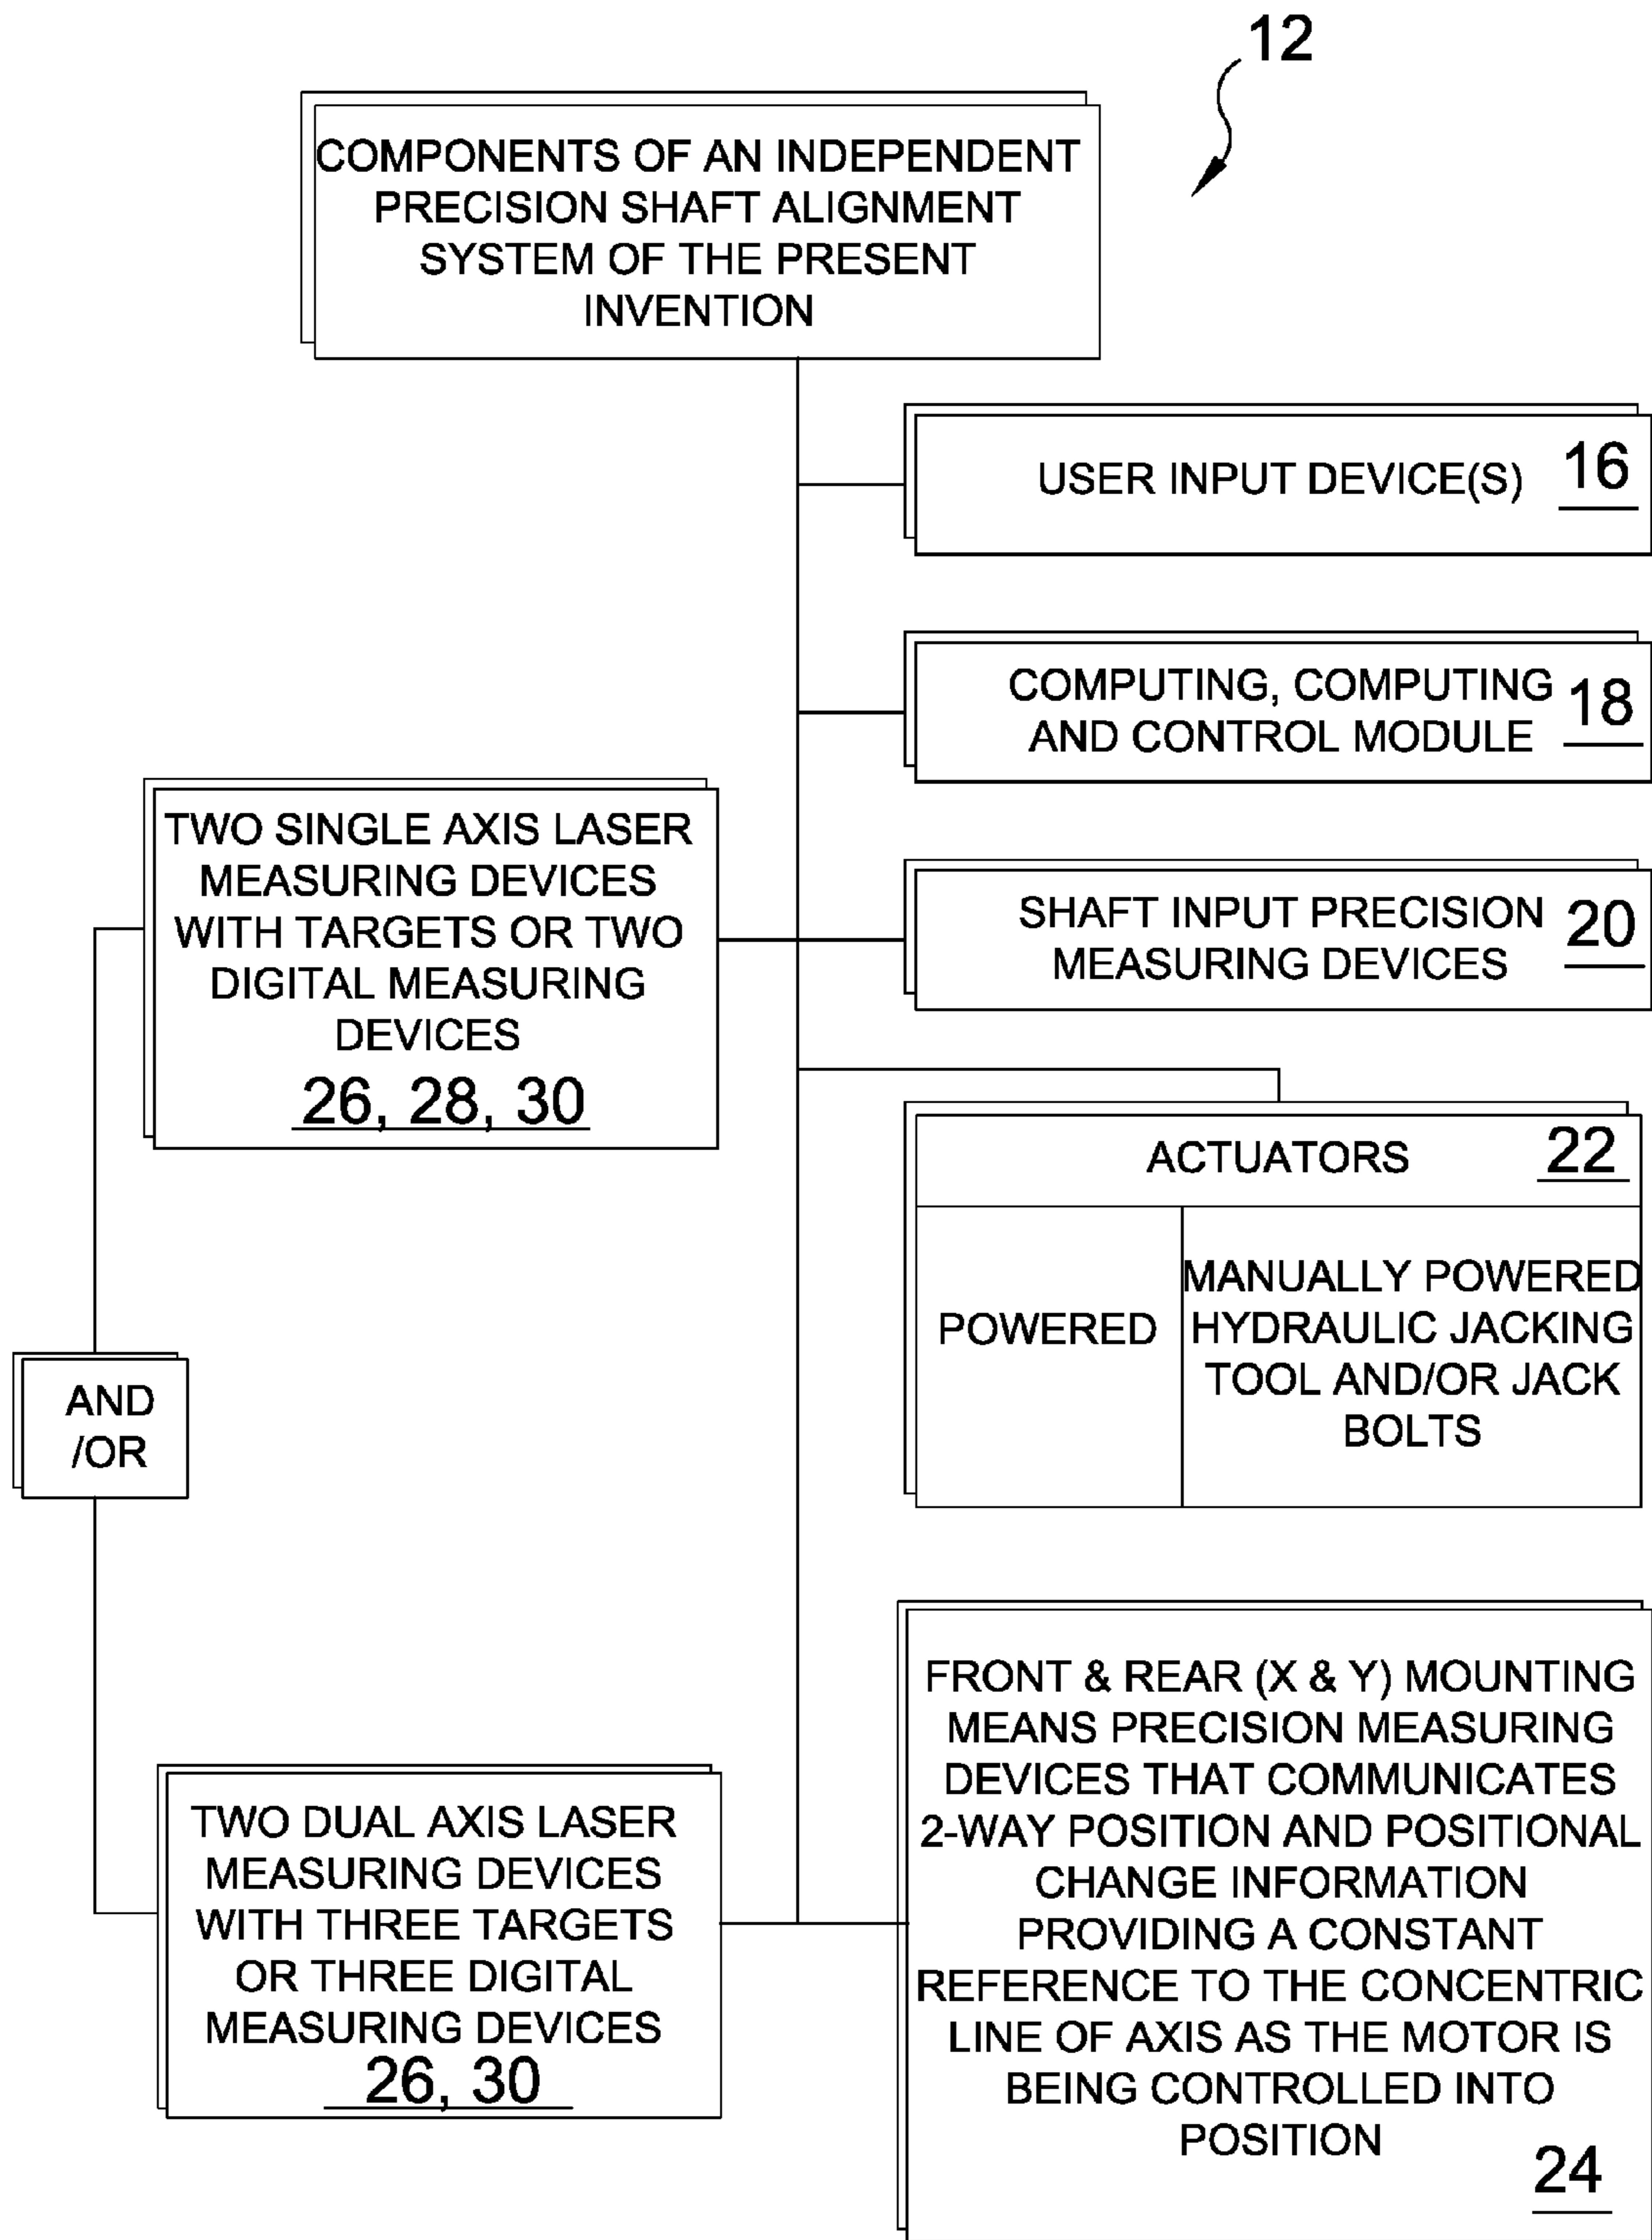 12
COMPONENTS OF AN INDEPENDENT
PRECISION SHAFT ALIGNMENT
SYSTEM OF THE PRESENT
INVENTION
USER INPUT DEVICE(S) 16
COMPUTING, COMPUTING
AND CONTROL MODULE 18
TWO SINGLE AXIS LASER
MEASURING DEVICES
WITH TARGETS OR TWO
DIGITAL MEASURING
DEVICES
26, 28, 30
SHAFT INPUT PRECISION
MEASURING DEVICES 20
ACTUATORS 22
POWERED
MANUALLY POWERED
HYDRAULIC JACKING
TOOL AND/OR JACK
BOLTS
AND
/OR
TWO DUAL AXIS LASER
MEASURING DEVICES
WITH THREE TARGETS
OR THREE DIGITAL
MEASURING DEVICES
26, 30
FRONT & REAR (X & Y) MOUNTING
MEANS PRECISION MEASURING
DEVICES THAT COMMUNICATES
2-WAY POSITION AND POSITIONAL
CHANGE INFORMATION
PROVIDING A CONSTANT
REFERENCE TO THE CONCENTRIC
LINE OF AXIS AS THE MOTOR IS
BEING CONTROLLED INTO
POSITION
24